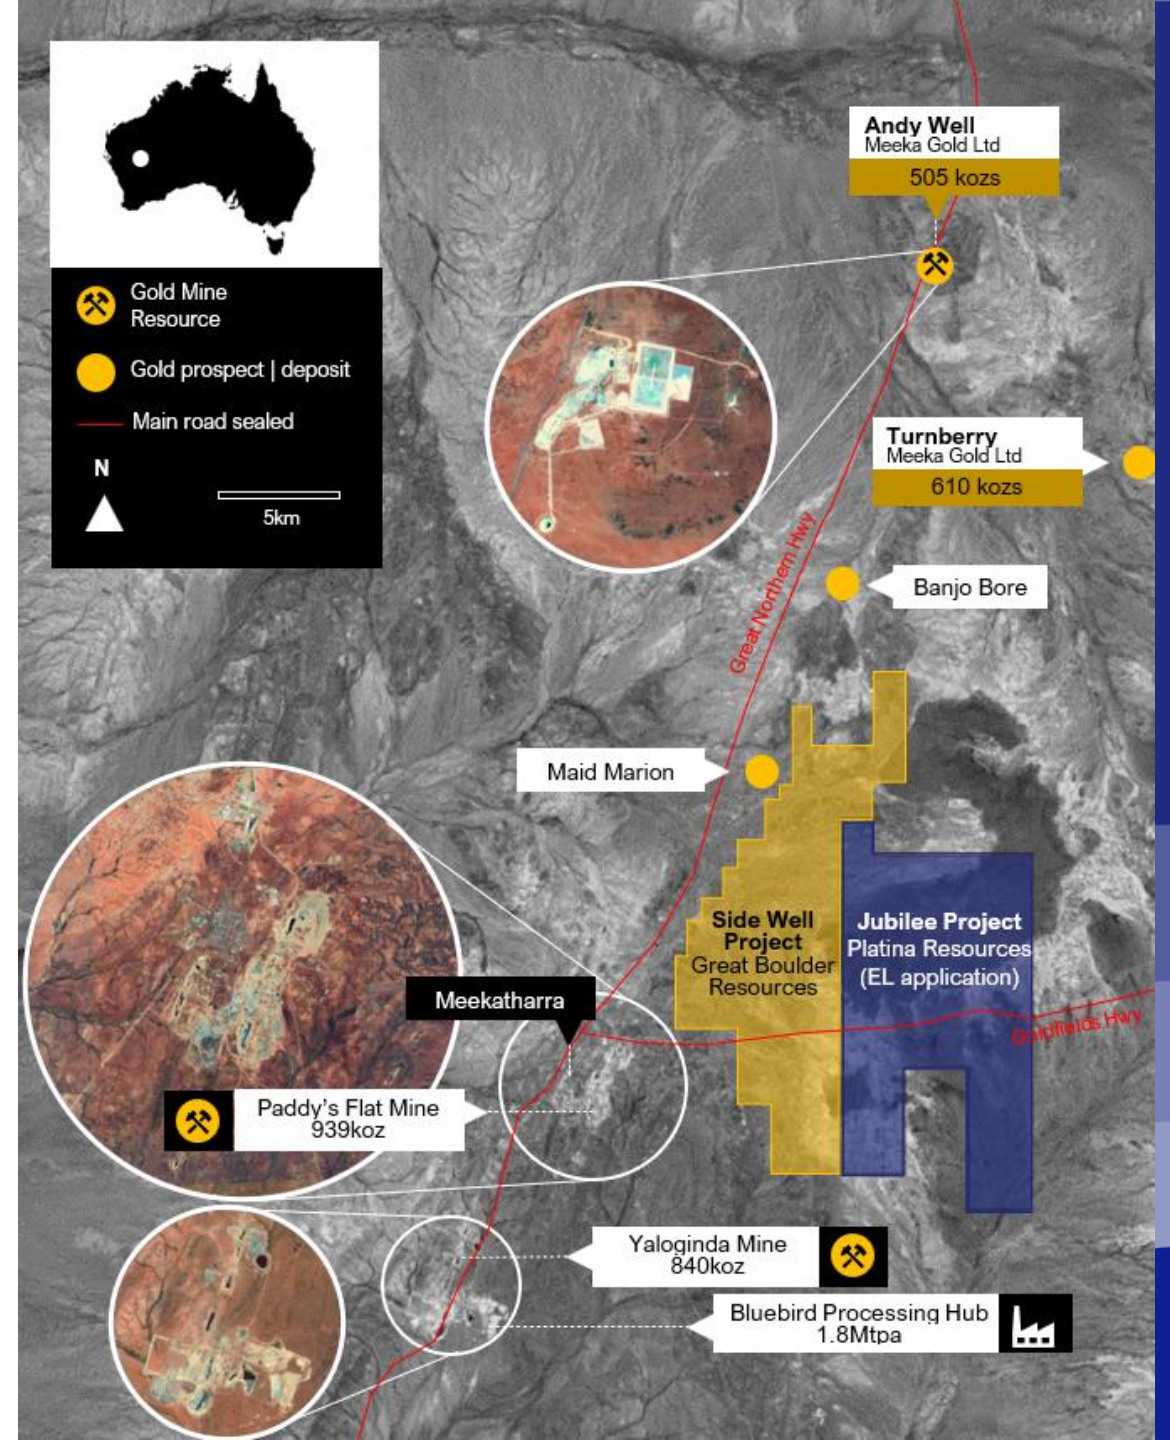 Andy Well
Meeka Gold Ltd
505 kozs
Gold Mine
Resource
Gold prospect | deposit
Main road sealed
N
5km
Turnberry
Meeka Gold Ltd
610 kozs
Great Northern Hwy
Banjo Bore
Maid Marion
Side Well
Project
Great Boulder
Resources
Jubilee Project
Platina Resources
(EL application)
Meekatharra
Goldfields Hwy
Paddy's Flat Mine
939koz
Yaloginda Mine
840koz
Bluebird Processing Hub
1.8Mtpa